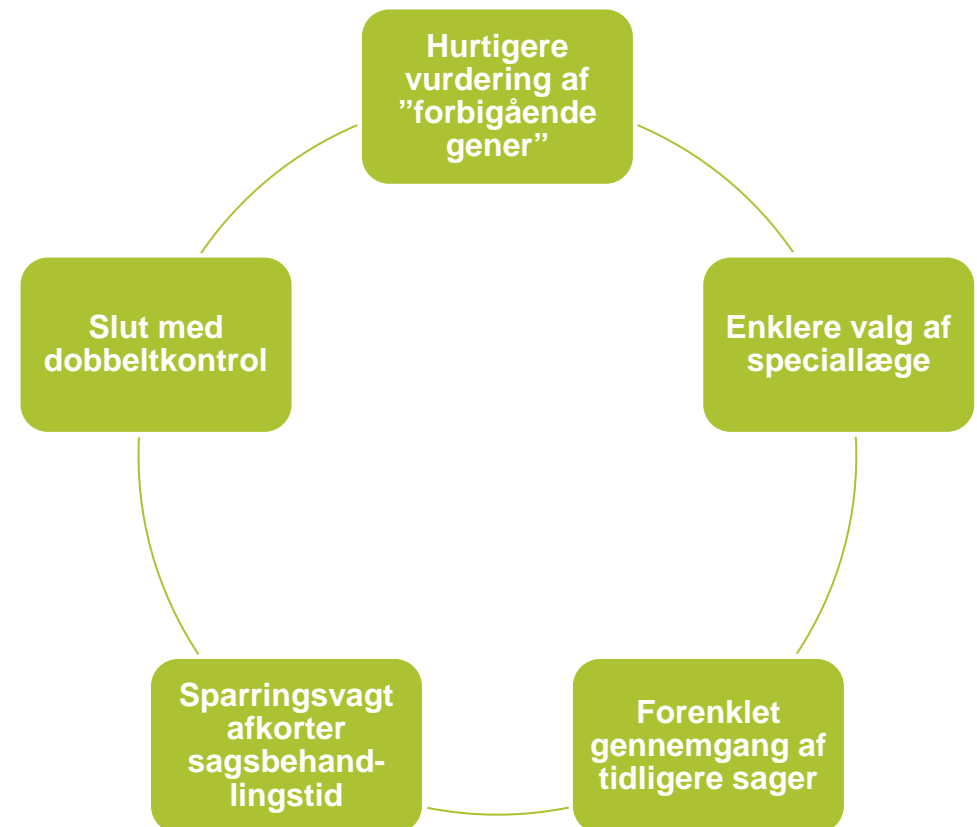 Hurtigere
vurdering af
”forbigående
gener”
Enklere valg af
speciallæge
Forenklet
gennemgang af
tidligere sager
Sparringsvagt
afkorter
sagsbehand-
lingstid
Slut med
dobbeltkontrol